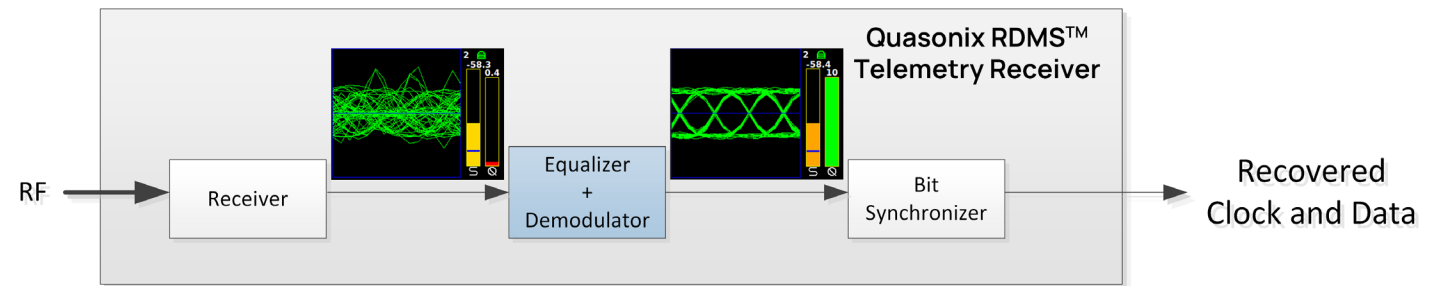 Quasonix RDMS™
Telemetry Receiver
2
-58.3
0.4
S
Q
2
-58.4
10
S
Q
RF
Receiver
Equalizer
+
Demodulator
Bit
Synchronizer
Recovered
Clock and Data